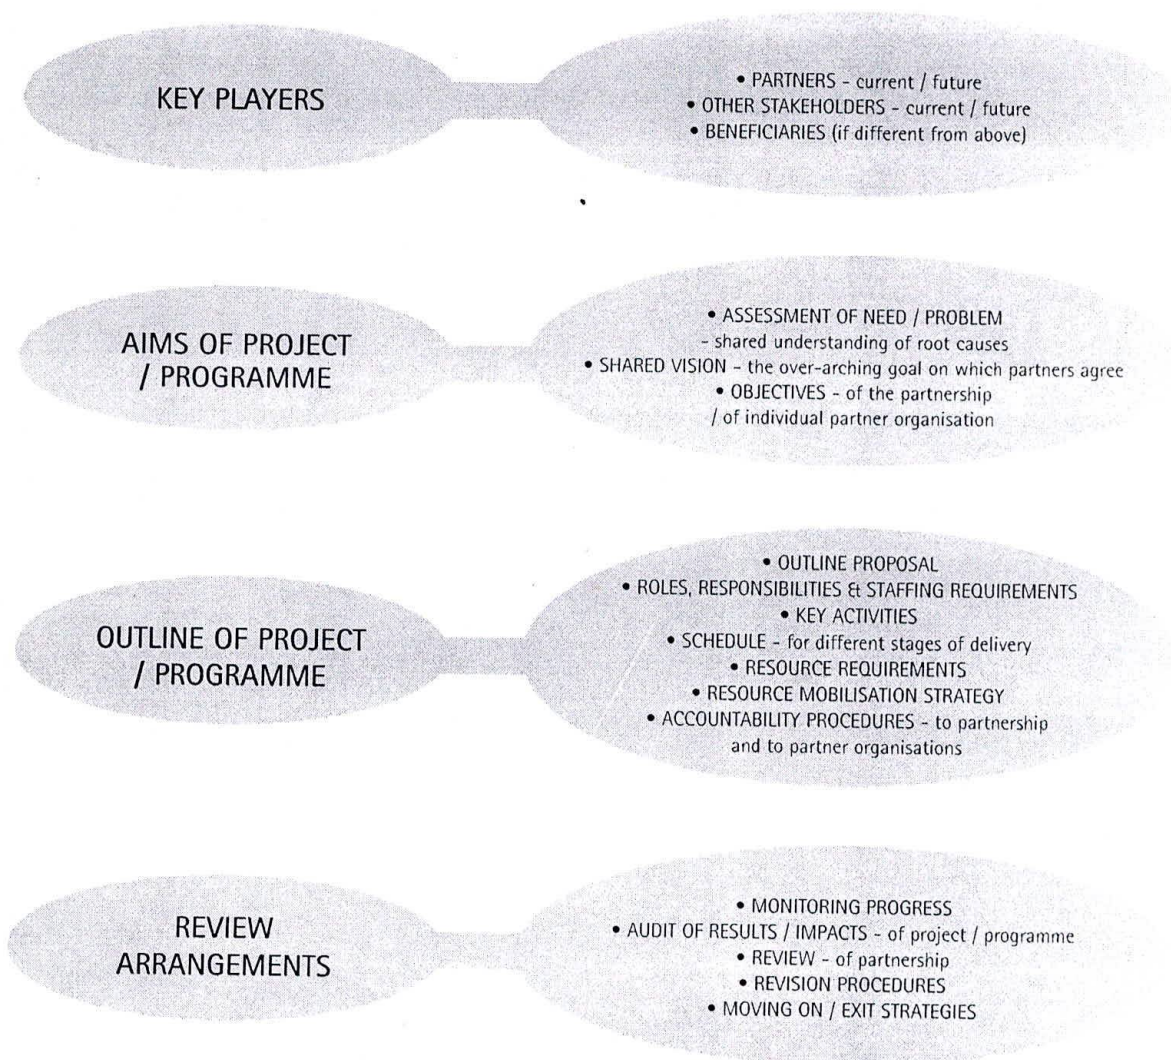 KEY PLAYERS
• PARTNERS - current / future
• OTHER STAKEHOLDERS - current / future
• BENEFICIARIES (if different from above)
AIMS OF PROJECT
/ PROGRAMME
• ASSESSMENT OF NEED / PROBLEM
- shared understanding of root causes
• SHARED VISION - the over-arching goal on which partners agree
• OBJECTIVES - of the partnership
/ of individual partner organisation
OUTLINE OF PROJECT
/ PROGRAMME
• OUTLINE PROPOSAL
• ROLES, RESPONSIBILITIES & STAFFING REQUIREMENTS
• KEY ACTIVITIES
• SCHEDULE - for different stages of delivery
• RESOURCE REQUIREMENTS
• RESOURCE MOBILISATION STRATEGY
• ACCOUNTABILITY PROCEDURES - to partnership
and to partner organisations
REVIEW
ARRANGEMENTS
• MONITORING PROGRESS
• AUDIT OF RESULTS / IMPACTS - of project / programme
• REVIEW - of partnership
• REVISION PROCEDURES
• MOVING ON / EXIT STRATEGIES